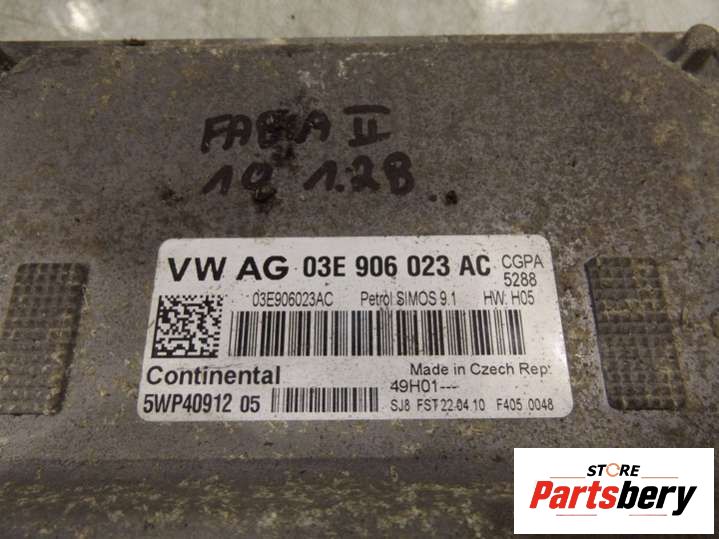 FABIA II
10 1.2B
VW AG 03E 906 023 AC CGPA
5288
03E906023AC Petrol SIMOS 9.1 HW: H05
Continental Made in Czech Rep.
49H01---
5WP40912 05 SJ8 FST 22 04 10 F405 0048
STORE
Partsbery